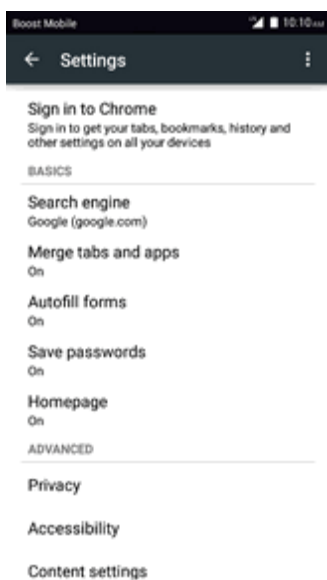 Boost Mobile 10:10 AM
Settings
Sign in to Chrome
Sign in to get your tabs, bookmarks, history and
other settings on all your devices
BASICS
Search engine
Google (google.com)
Merge tabs and apps
On
Autofill forms
On
Save passwords
On
Homepage
On
ADVANCED
Privacy
Accessibility
Content settings